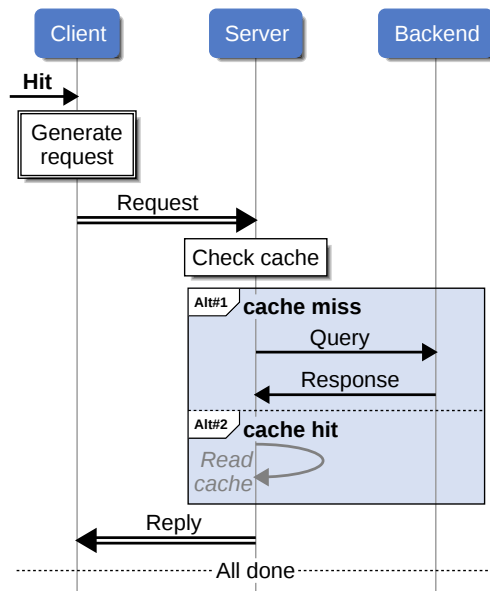 Client Server Backend
Hit
Generate
request
Request
Check cache
Alt#1 cache miss
Query
Response
Alt#2 cache hit
Read
cache
Reply
All done